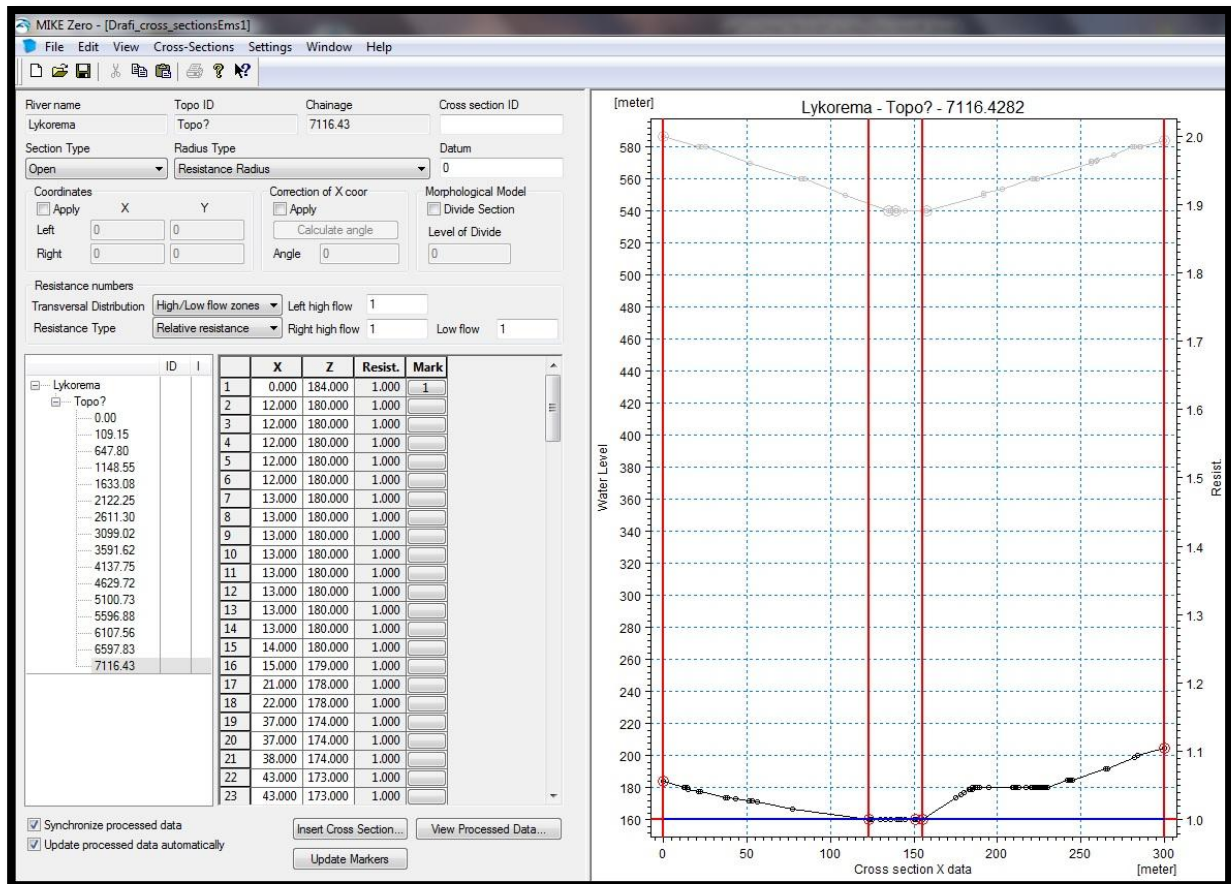 MIKE Zero - [Drafi_cross_sectionsEms1]
File Edit View Cross-Sections Settings Window Help
River name Topo ID Chainage Cross section ID
Lykorema Topo? 7116.43
Section Type Radius Type Datum
Open Resistance Radius 0
Coordinates Correction of X coor Morphological Model
Apply X Y Apply Divide Section
Left 0 0 Calculate angle Level of Divide
Right 0 0 Angle 0 0
Resistance numbers
Transversal Distribution High/Low flow zones Left high flow 1
Resistance Type Relative resistance Right high flow 1 Low flow 1
ID I
Lykorema
Topo?
0.00
109.15
647.80
1148.55
1633.08
2122.25
2611.30
3099.02
3591.62
4137.75
4629.72
5100.73
5596.88
6107.56
6597.83
7116.43
X Z Resist. Mark
1 0.000 184.000 1.000 1
2 12.000 180.000 1.000
3 12.000 180.000 1.000
4 12.000 180.000 1.000
5 12.000 180.000 1.000
6 12.000 180.000 1.000
7 13.000 180.000 1.000
8 13.000 180.000 1.000
9 13.000 180.000 1.000
10 13.000 180.000 1.000
11 13.000 180.000 1.000
12 13.000 180.000 1.000
13 13.000 180.000 1.000
14 13.000 180.000 1.000
15 14.000 180.000 1.000
16 15.000 179.000 1.000
17 21.000 178.000 1.000
18 22.000 178.000 1.000
19 37.000 174.000 1.000
20 37.000 174.000 1.000
21 38.000 174.000 1.000
22 43.000 173.000 1.000
23 43.000 173.000 1.000
Synchronize processed data
Update processed data automatically
Insert Cross Section... View Processed Data...
Update Markers
[meter] Lykorema - Topo? - 7116.4282
580
560
540
520
500
480
460
440
420
400
380
360
340
320
300
280
260
240
220
200
180
160
Water Level
2.0
1.9
1.8
1.7
1.6
1.5
1.4
1.3
1.2
1.1
1.0
Resist.
0 50 100 150 200 250 300
Cross section X data [meter]